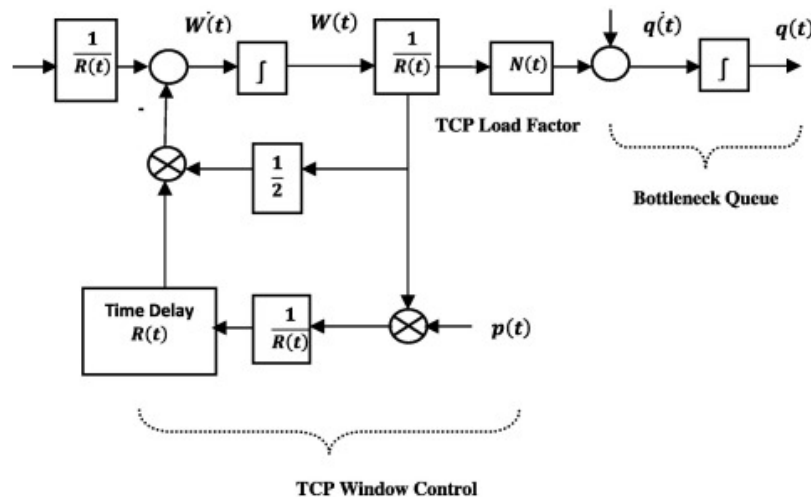 1/R(t)
Ẇ(t)
∫
W(t)
1/R(t)
N(t)
q̇(t)
∫
q(t)
-
TCP Load Factor
1/2
Bottleneck Queue
Time Delay
R(t)
1/R(t)
p(t)
TCP Window Control